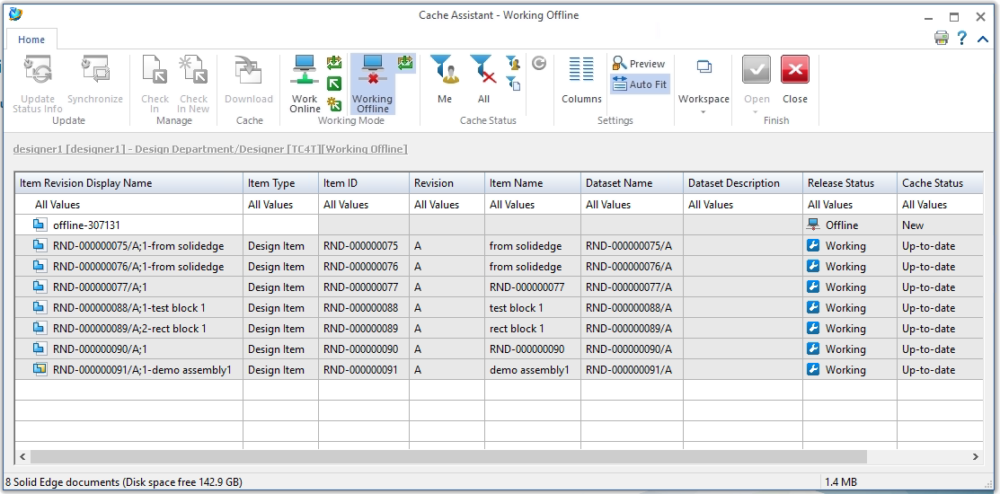 Cache Assistant - Working Offline
Home
Update Status Info
Synchronize
Check In
Check In New
Download
Work Online
Working Offline
Me
All
Columns
Preview
Auto Fit
Workspace
Open
Close
Update
Manage
Cache
Working Mode
Cache Status
Settings
Finish
designer1 [designer1] - Design Department/Designer [TC4T][Working Offline]
Item Revision Display Name Item Type Item ID Revision Item Name Dataset Name Dataset Description Release Status Cache Status
All Values All Values All Values All Values All Values All Values All Values All Values All Values
offline-307131 Offline New
RND-000000075/A;1-from solidedge Design Item RND-000000075 A from solidedge RND-000000075/A Working Up-to-date
RND-000000076/A;1-from solidedge Design Item RND-000000076 A from solidedge RND-000000076/A Working Up-to-date
RND-000000077/A;1 Design Item RND-000000077 A RND-000000077 RND-000000077/A Working Up-to-date
RND-000000088/A;1-test block 1 Design Item RND-000000088 A test block 1 RND-000000088/A Working Up-to-date
RND-000000089/A;2-rect block 1 Design Item RND-000000089 A rect block 1 RND-000000089/A Working Up-to-date
RND-000000090/A;1 Design Item RND-000000090 A RND-000000090 RND-000000090/A Working Up-to-date
RND-000000091/A;1-demo assembly1 Design Item RND-000000091 A demo assembly1 RND-000000091/A Working Up-to-date
8 Solid Edge documents (Disk space free 142.9 GB) 1.4 MB